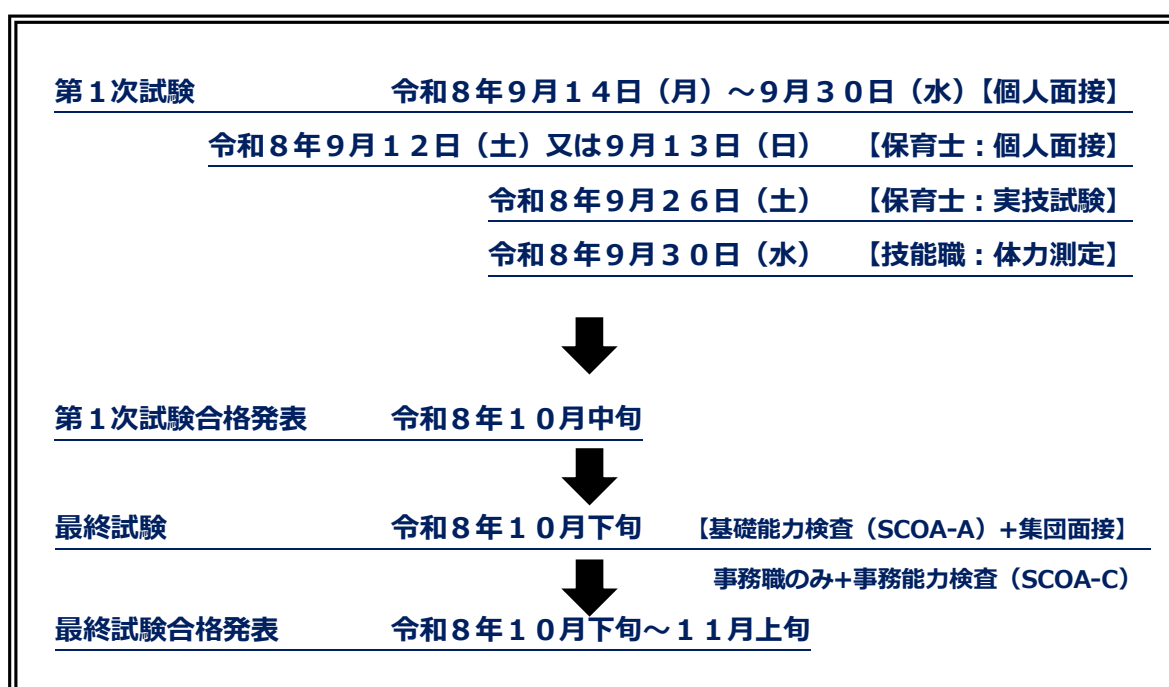 第１次試験　令和８年９月１４日（月）～９月３０日（水）【個人面接】
令和８年９月１２日（土）又は９月１３日（日）　【保育士：個人面接】
令和８年９月２６日（土）　【保育士：実技試験】
令和８年９月３０日（水）　【技能職：体力測定】
第１次試験合格発表　令和８年１０月中旬
最終試験　令和８年１０月下旬　【基礎能力検査（SCOA-A）+集団面接】
事務職のみ+事務能力検査（SCOA-C）
最終試験合格発表　令和８年１０月下旬～１１月上旬